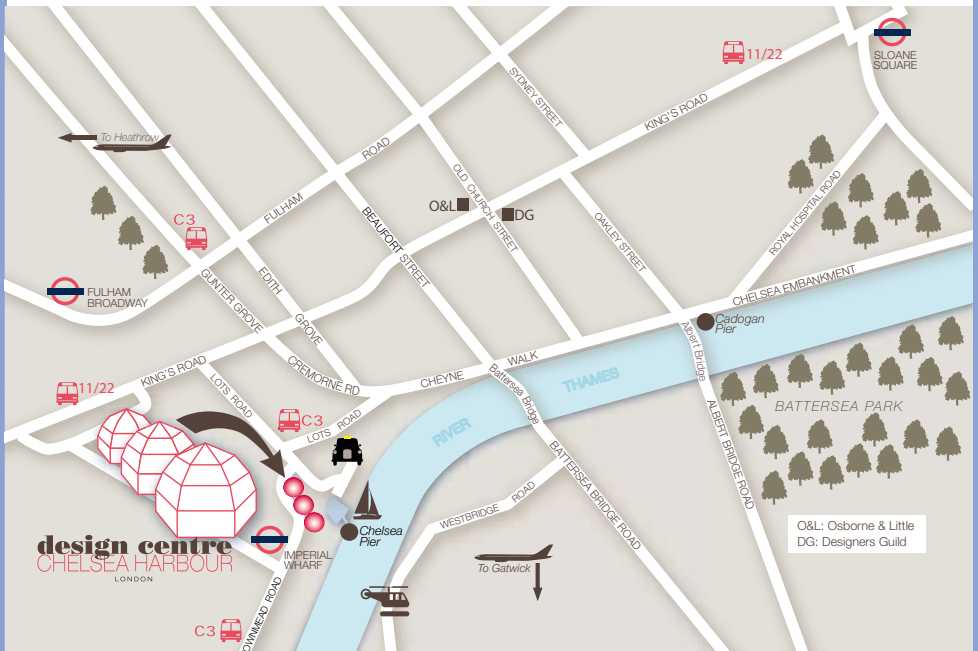 11/22
SLOANE
SQUARE
SYDNEY STREET
KING'S ROAD
To Heathrow
FULHAM
ROAD
OLD CHURCH STREET
O&L
DG
ROYAL HOSPITAL ROAD
C3
BEAUFORT STREET
OAKLEY STREET
FULHAM
BROADWAY
GUNTER GROVE
EDITH
GROVE
CHELSEA EMBANKMENT
Cadogan
Pier
Albert Bridge
KING'S ROAD
CREMORNE RD
CHEYNE
WALK
Battersea Bridge
THAMES
RIVER
11/22
LOTS ROAD
C3
LOTS ROAD
BATTERSEA PARK
ALBERT BRIDGE ROAD
BATTERSEA BRIDGE ROAD
WESTBRIDGE
ROAD
O&L: Osborne & Little
DG: Designers Guild
Chelsea
Pier
design centre
CHELSEA HARBOUR
LONDON
IMPERIAL
WHARF
To Gatwick
OWNMEAD ROAD
C3